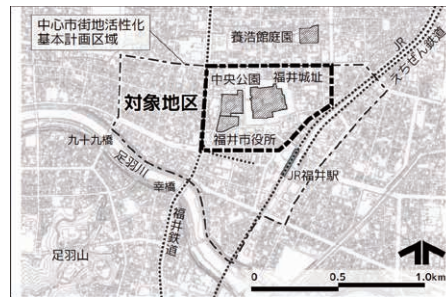 中心市街地活性化
基本計画区域
養浩館庭園
JR
えちぜん鉄道
中央公園
福井城址
対象地区
福井市役所
九十九橋
足羽川
幸橋
JR福井駅
福井鉄道
足羽山
0
0.5
1.0km